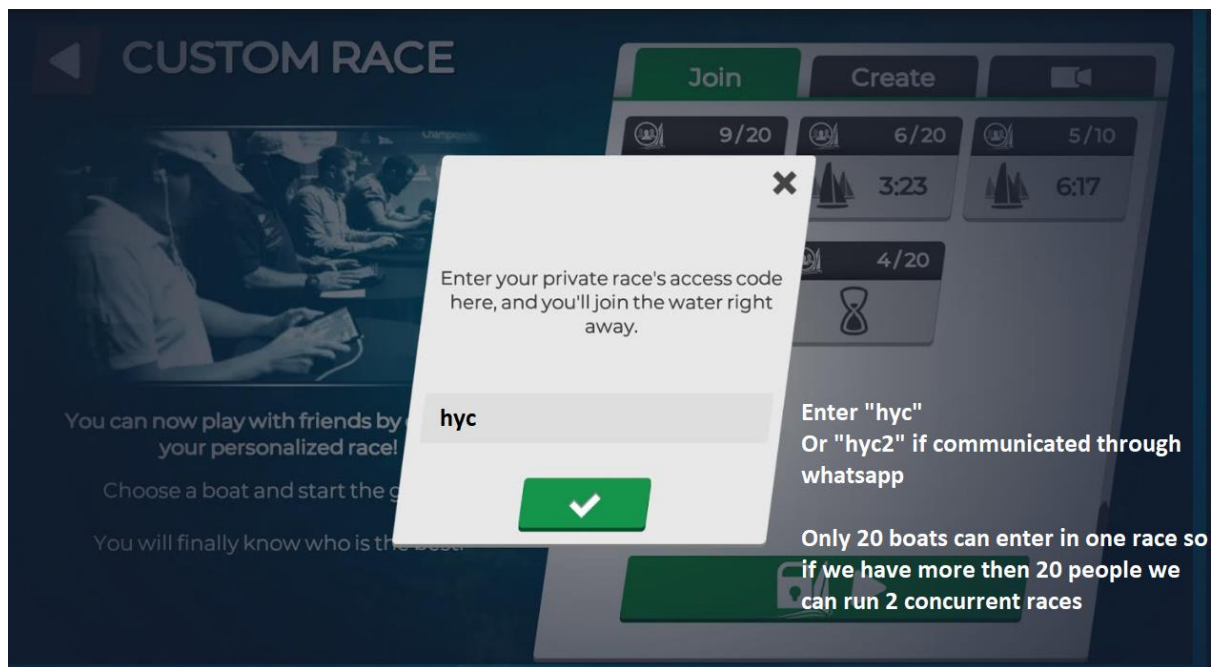 CUSTOM RACE
Join
Create
9/20
6/20
5/10
3:23
6:17
4/20
Enter your private race's access code
here, and you'll join the water right
away.
hyc
You can now play with friends by
your personalized race!
Choose a boat and start the
You will finally know who is the best!
Enter "hyc"
Or "hyc2" if communicated through
whatsapp
Only 20 boats can enter in one race so
if we have more then 20 people we
can run 2 concurrent races